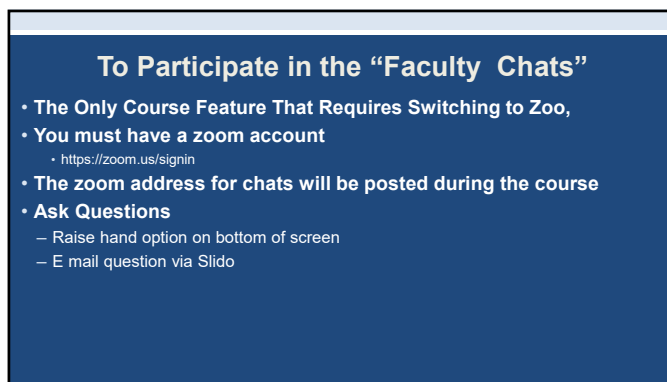 To Participate in the “Faculty  Chats”
• The Only Course Feature That Requires Switching to Zoo,
• You must have a zoom account
• https://zoom.us/signin
• The zoom address for chats will be posted during the course
• Ask Questions
– Raise hand option on bottom of screen
– E mail question via Slido